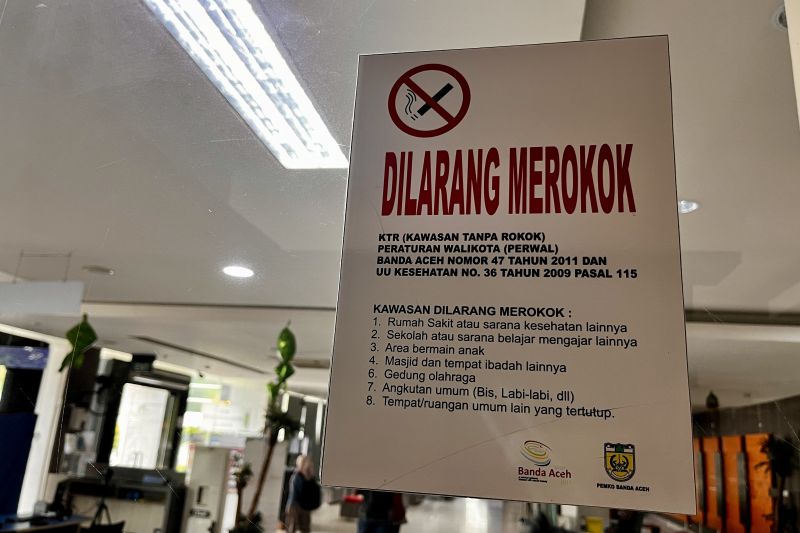 DILARANG MEROKOK
KTR (KAWASAN TANPA ROKOK)
PERATURAN WALIKOTA (PERWAL)
BANDA ACEH NOMOR 47 TAHUN 2011 DAN
UU KESEHATAN NO. 36 TAHUN 2009 PASAL 115
KAWASAN DILARANG MEROKOK :
1. Rumah Sakit atau sarana kesehatan lainnya
2. Sekolah atau sarana belajar mengajar lainnya
3. Area bermain anak
4. Masjid dan tempat ibadah lainnya
6. Gedung olahraga
7. Angkutan umum (Bis, Labi-labi, dll)
8. Tempat/ruangan umum lain yang tertutup.
Banda Aceh
PEMKO BANDA ACEH